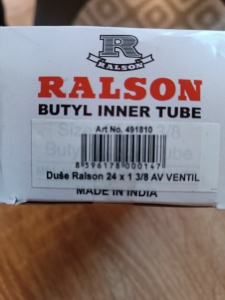 R
RALSON
RALSON
BUTYL INNER TUBE
Art No. 491810
8 596178 000147
Duše Ralson 24 x 1 3/8 AV VENTIL
MADE IN INDIA